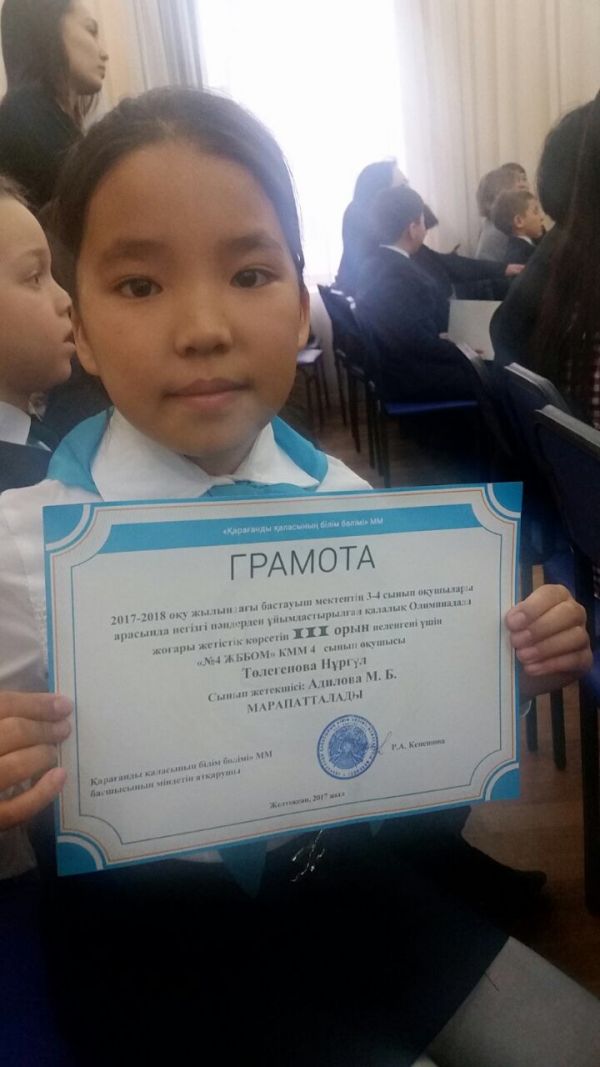 «Қарағанды қаласының білім бөлімі» ММ
ГРАМОТА
2017-2018 оқу жылындағы бастауыш мектептің 3-4 сынып оқушылары
арасында негізгі пәндерден ұйымдастырылған қалалық Олимпиадада
жоғары жетістік көрсетіп III орын иеленгені үшін
«№4 ЖББОМ» КММ 4 сынып оқушысы
Төлегенова Нұргүл
Сынып жетекшісі: Адилова М. Б.
МАРАПАТТАЛАДЫ
Қарағанды қаласының білім бөлімі» ММ
басшысының міндетін атқарушы
Р.А. Кенешова
Желтоқсан, 2017 жыл